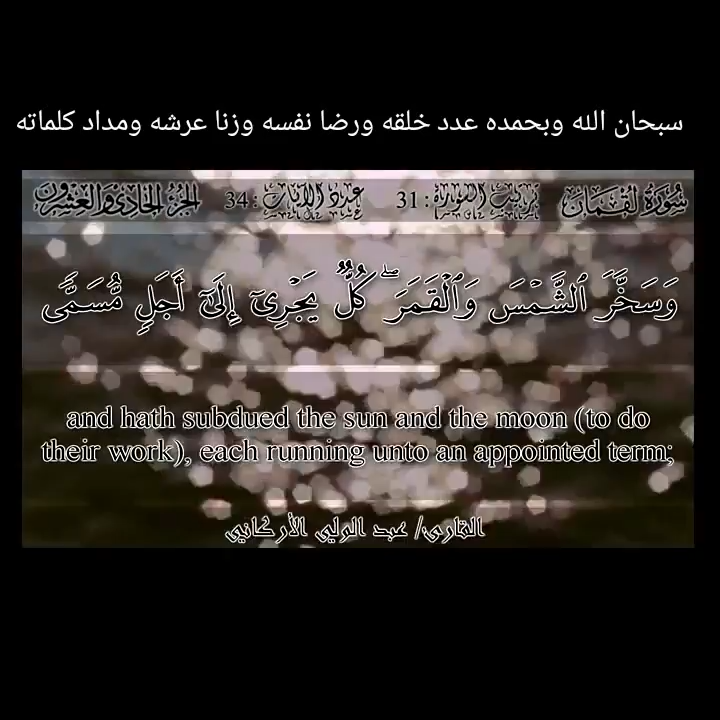 سبحان الله وبحمده عدد خلقه ورضا نفسه وزنا عرشه ومداد كلماته
سُورَةُ لُقْمَان ترتيب السورة : 31 عدد الآيات : 34 الجزء الحادي والعشرون
وَسَخَّرَ ٱلشَّمْسَ وَٱلْقَمَرَ ۖ كُلٌّ يَجْرِىٓ إِلَىٰٓ أَجَلٍ مُّسَمًّى
and hath subdued the sun and the moon (to do
their work), each running unto an appointed term;
القارئ/ عبد الولي الأركاني